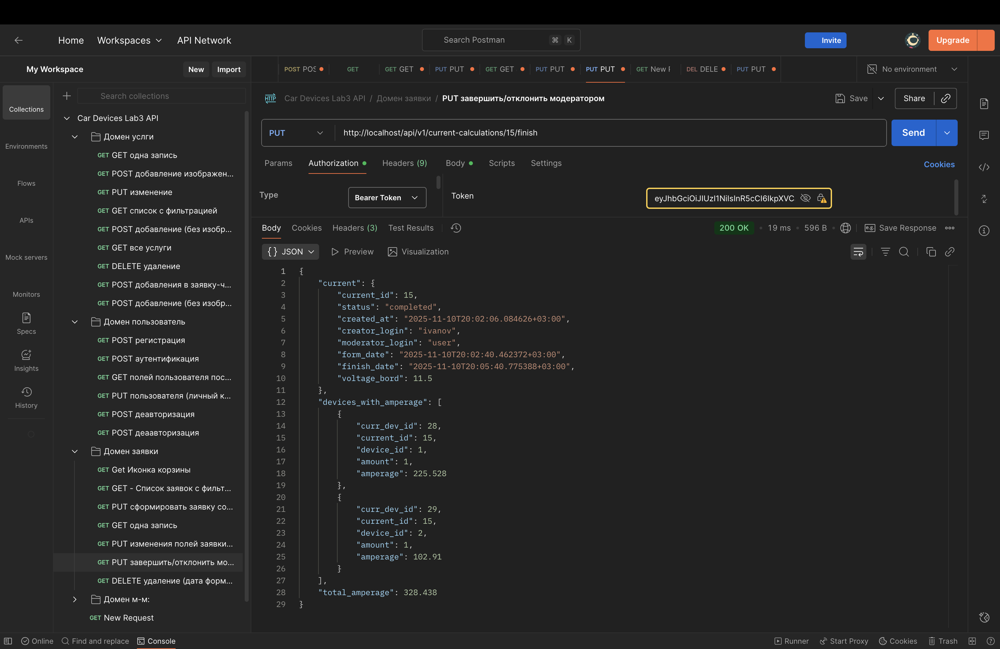 Home Workspaces API Network Search Postman ⌘ K Invite Upgrade
My Workspace New Import
POST POS GET GET GET PUT PUT GET GET PUT PUT PUT PUT GET New F DEL DELE PUT PUT No environment
Collections
Environments
Flows
APIs
Mock servers
Monitors
Specs
Insights
History
Search collections
Car Devices Lab3 API
Домен услги
GET GET одна запись
GET POST добавление изображен...
GET PUT изменение
GET GET список с фильтрацией
GET POST добавление (без изобр...
GET GET все услуги
GET DELETE удаление
GET POST добавления в заявку-ч...
GET POST добавление (без изобр...
Домен пользователь
GET POST регистрация
GET POST аутентификация
GET GET полей пользователя пос...
GET PUT пользователя (личный к...
GET POST деавторизация
GET POST деаавторизация
Домен заявки
GET Get Иконка корзины
GET GET - Список заявок с фильт...
GET PUT сформировать заявку со...
GET GET одна запись
GET PUT изменения полей заявки...
GET PUT завершить/отклонить мо...
GET DELETE удаление (дата форм...
Домен м-м:
GET New Request
HTTP Car Devices Lab3 API / Домен заявки / PUT завершить/отклонить модератором Save Share
PUT http://localhost/api/v1/current-calculations/15/finish Send
Params Authorization Headers (9) Body Scripts Settings Cookies
Type Bearer Token Token eyJhbGciOiJIUzI1NiIsInR5cCI6IkpXVC
Body Cookies Headers (3) Test Results 200 OK • 19 ms • 596 B e.g. Save Response
{} JSON Preview Visualization
1 {
2 "current": {
3 "current_id": 15,
4 "status": "completed",
5 "created_at": "2025-11-10T20:02:06.084626+03:00",
6 "creator_login": "ivanov",
7 "moderator_login": "user",
8 "form_date": "2025-11-10T20:02:40.462372+03:00",
9 "finish_date": "2025-11-10T20:05:40.775388+03:00",
10 "voltage_bord": 11.5
11 },
12 "devices_with_amperage": [
13 {
14 "curr_dev_id": 28,
15 "current_id": 15,
16 "device_id": 1,
17 "amount": 1,
18 "amperage": 225.528
19 },
20 {
21 "curr_dev_id": 29,
22 "current_id": 15,
23 "device_id": 2,
24 "amount": 1,
25 "amperage": 102.91
26 }
27 ],
28 "total_amperage": 328.438
29 }
Online Find and replace Console Runner Start Proxy Cookies Trash